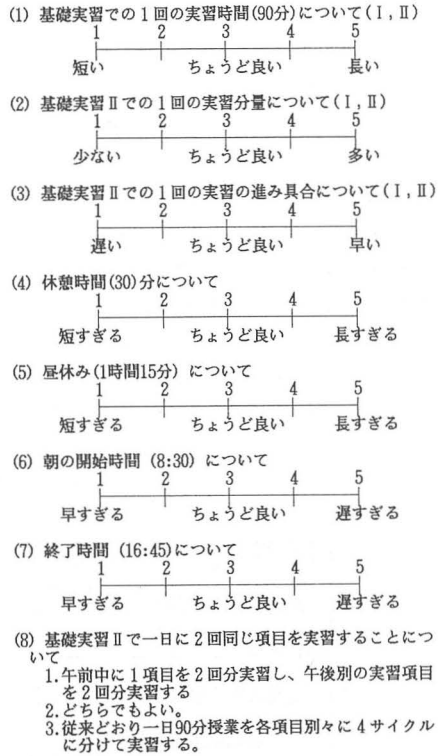 (1) 基礎実習での1回の実習時間(90分)について(Ⅰ,Ⅱ)
1 2 3 4 5
短い ちょうど良い 長い
(2) 基礎実習Ⅱでの1回の実習分量について(Ⅰ,Ⅱ)
1 2 3 4 5
少ない ちょうど良い 多い
(3) 基礎実習Ⅱでの1回の実習の進み具合について(Ⅰ,Ⅱ)
1 2 3 4 5
遅い ちょうど良い 早い
(4) 休憩時間(30)分について
1 2 3 4 5
短すぎる ちょうど良い 長すぎる
(5) 昼休み(1時間15分) について
1 2 3 4 5
短すぎる ちょうど良い 長すぎる
(6) 朝の開始時間 (8:30) について
1 2 3 4 5
早すぎる ちょうど良い 遅すぎる
(7) 終了時間 (16:45)について
1 2 3 4 5
早すぎる ちょうど良い 遅すぎる
(8) 基礎実習Ⅱで一日に2回同じ項目を実習することにつ
いて
1.午前中に1項目を2回分実習し、午後別の実習項目
を2回分実習する
2.どちらでもよい。
3.従来どおり一日90分授業を各項目別々に4サイクル
に分けて実習する。